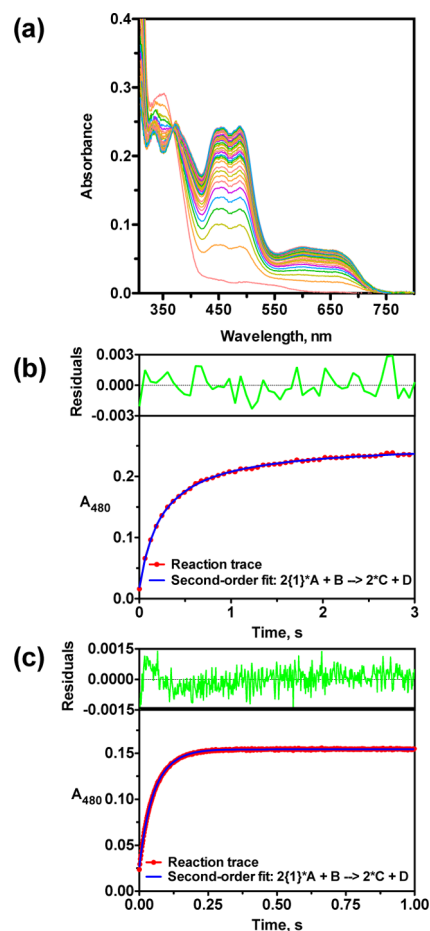 (a)
0.4
0.3
0.2
0.1
0.0
Absorbance
350 450 550 650 750
Wavelength, nm
(b)
Residuals
0.003
0.000
-0.003
0.2
A480
0.1
0.0
Reaction trace
Second-order fit: 2{1}*A + B --> 2*C + D
0 1 2 3
Time, s
(c)
Residuals
0.0015
0.0000
-0.0015
0.15
A480
0.10
0.05
0.00
Reaction trace
Second-order fit: 2{1}*A + B --> 2*C + D
0.00 0.25 0.50 0.75 1.00
Time, s